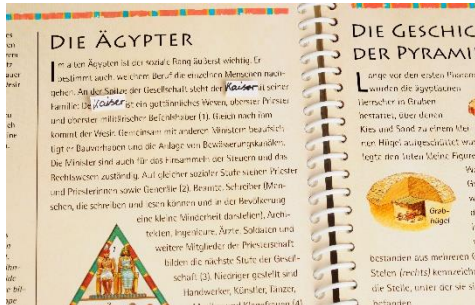 DIE ÄGYPTER
Im alten Ägypten ist der soziale Rang äußerst wichtig. Er
bestimmt auch, welchem Beruf die einzelnen Menschen nach-
gehen. An der Spitze der Gesellschaft steht der Kaiser in seiner
Familie: De Kaiser ist ein gottähnliches Wesen, oberster Priester
und oberster militärischer Befehlshaber (1). Gleich nach ihm
kommt der Wesir. Gemeinsam mit anderen Ministern beaufsich-
tigt er Bauvorhaben und die Anlage von Bewässerungskanälen.
Die Minister sind auch für das Einsammeln der Steuern und das
Rechtswesen zuständig. Auf gleicher sozialer Stufe stehen Priester
und Priesterinnen sowie Generäle (2). Beamte, Schreiber (Men-
schen, die schreiben und lesen können und in der Bevölkerung
eine kleine Minderheit darstellen), Archi-
tekten, Ingenieure, Ärzte, Soldaten und
weitere Mitglieder der Priesterschaft
bilden die nächste Stufe der Gesell-
schaft (3). Niedriger gestellt sind
Handwerker, Künstler, Tänzer,
DIE GESCHIC
DER PYRAMI
Lange vor den ersten Pharao
wurden die ägyptischen
Herrscher in Gruben
bestattet, über denen
Kies und Sand zu einem
nen Hügel aufgeschüttet wur
legte den toten kleine Figur
Grab-
hügel
bestanden aus mehreren
Stelen (rechts) kennzeich
die Stelle, unter der sie